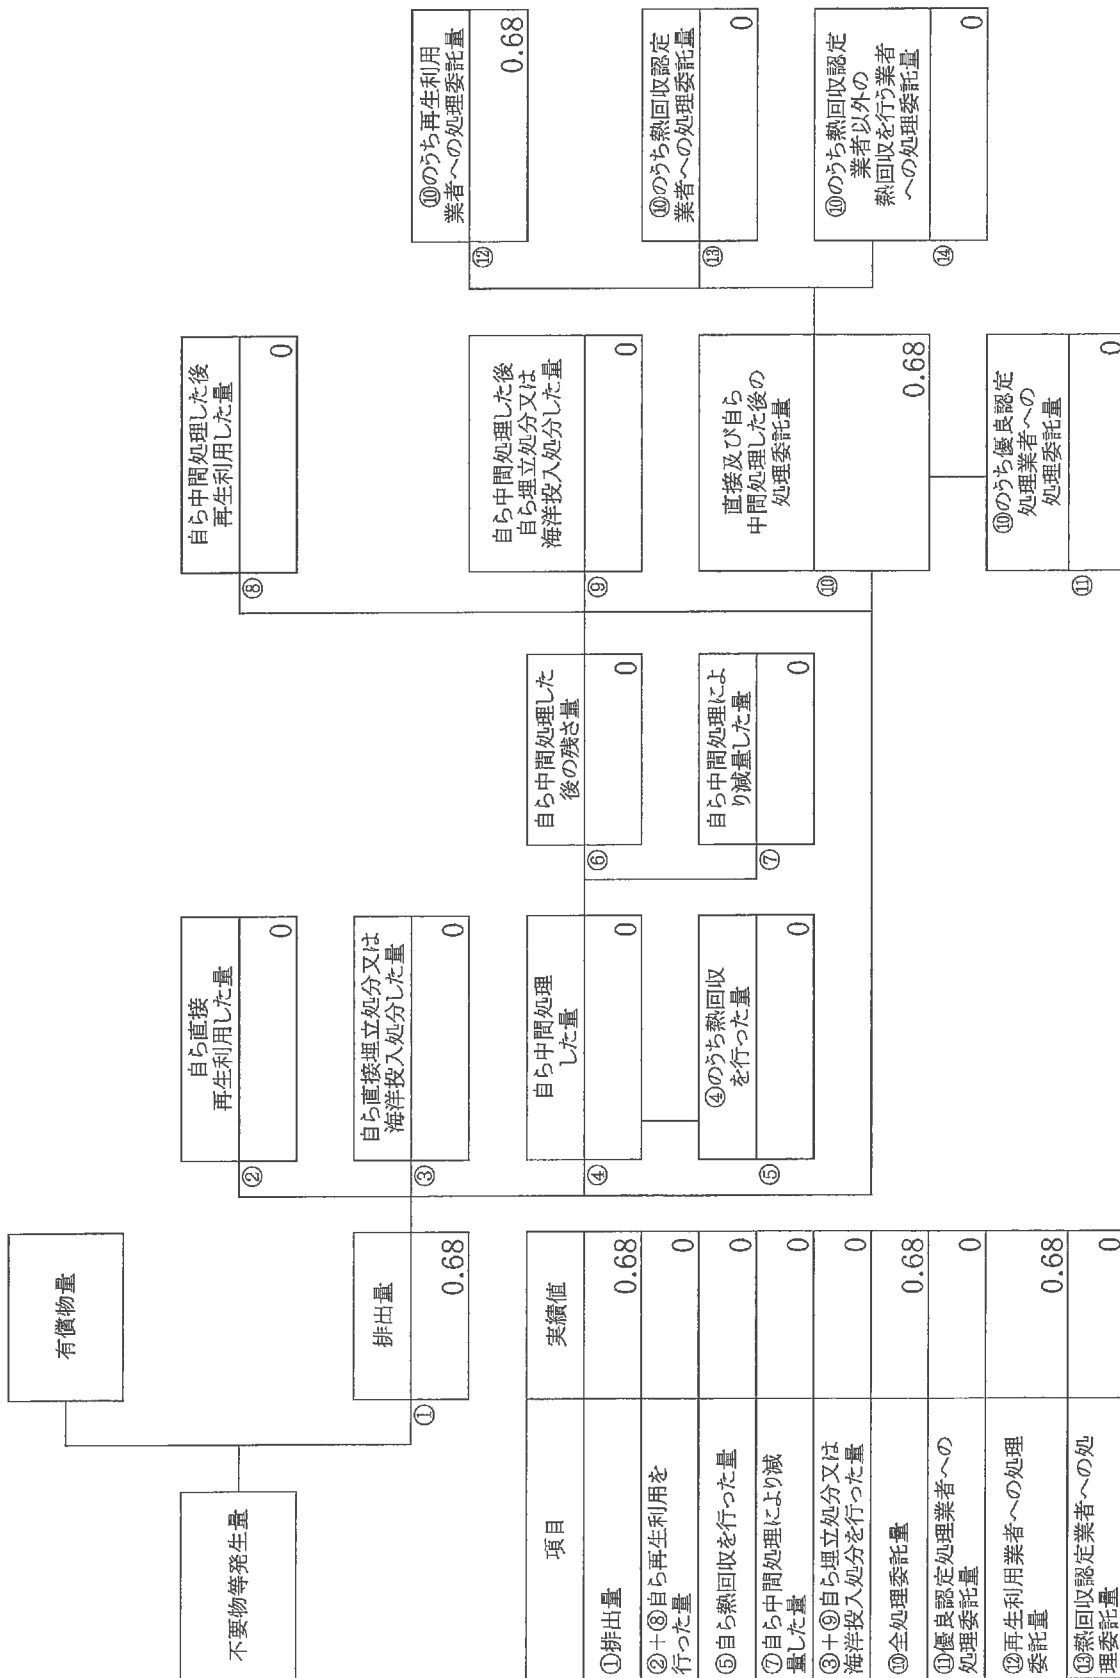 不要物等発生量
有償物量
排出量
①
0.68
自ら直接
再生利用した量
②
0
自ら直接埋立処分又は
海洋投入処分した量
③
0
自ら中間処理
した量
④
0
④のうち熱回収
を行った量
⑤
0
自ら中間処理した
後の残さ量
⑥
0
自ら中間処理によ
り減量した量
⑦
0
自ら中間処理した後
再生利用した量
⑧
0
自ら中間処理した後
自ら埋立処分又は
海洋投入処分した量
⑨
0
直接及び自ら
中間処理した後の
処理委託量
⑩
0.68
⑩のうち優良認定
処理業者への
処理委託量
⑪
0
⑩のうち再生利用
業者への処理委託量
⑫
0.68
⑩のうち熱回収認定
業者への処理委託量
⑬
0
⑩のうち熱回収認定
業者以外の
熱回収を行う業者
への処理委託量
⑭
0
項目 実績値
①排出量 0.68
②+⑧自ら再生利用を
行った量 0
⑤自ら熱回収を行った量 0
⑦自ら中間処理により減
量した量 0
③+⑨自ら埋立処分又は
海洋投入処分を行った量 0
⑩全処理委託量 0.68
⑪優良認定処理業者への
処理委託量 0
⑫再生利用業者への処理
委託量 0.68
⑬熱回収認定業者への処
理委託量 0